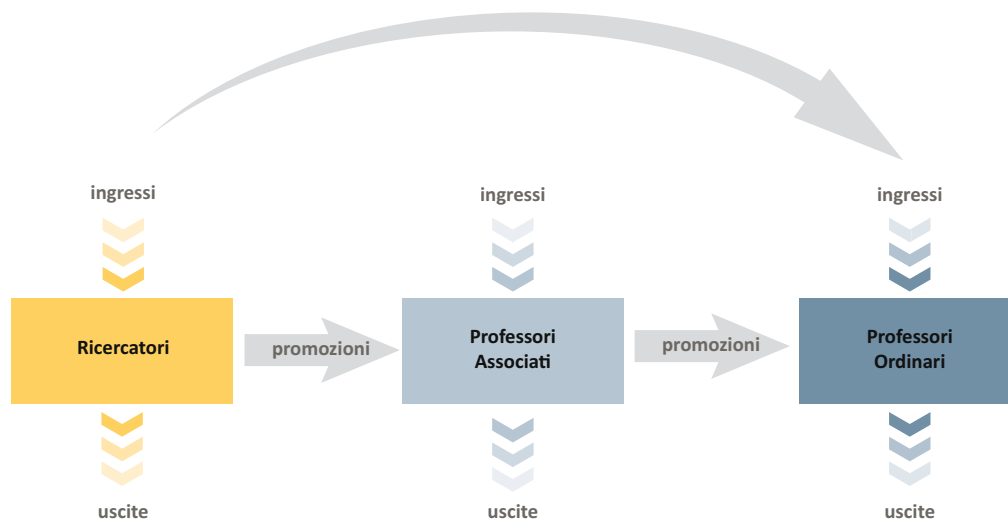 ingressi
ingressi
ingressi
Ricercatori
promozioni
Professori
Associati
promozioni
Professori
Ordinari
uscite
uscite
uscite